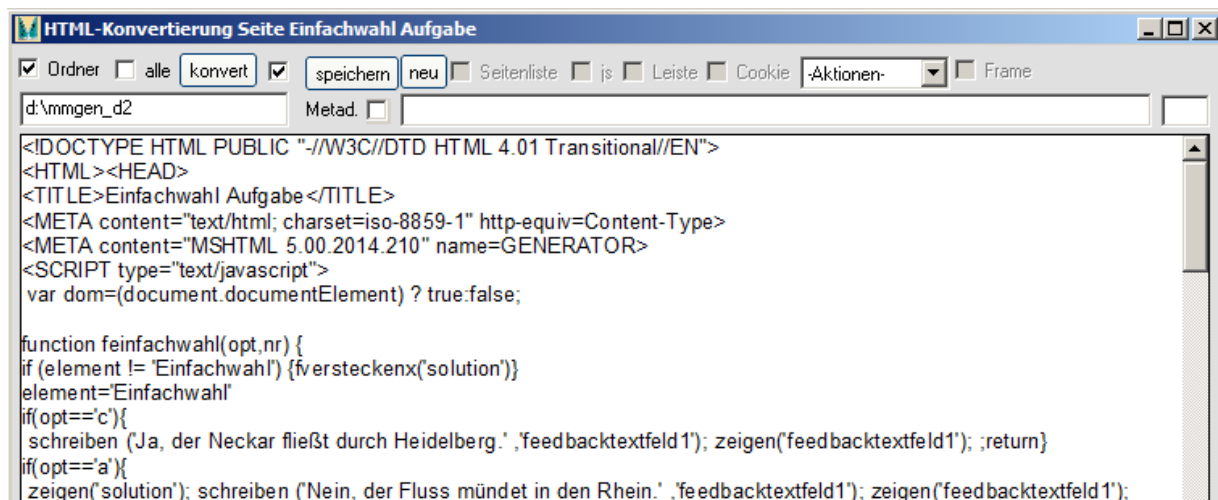 HTML-Konvertierung Seite Einfachwahl Aufgabe
Ordner alle konvert speichern neu Seitenliste js Leiste Cookie -Aktionen- Frame
d:\mmgen_d2 Metad.
<!DOCTYPE HTML PUBLIC "-//W3C//DTD HTML 4.01 Transitional//EN">
<HTML><HEAD>
<TITLE>Einfachwahl Aufgabe</TITLE>
<META content="text/html; charset=iso-8859-1" http-equiv=Content-Type>
<META content="MSHTML 5.00.2014.210" name=GENERATOR>
<SCRIPT type="text/javascript">
var dom=(document.documentElement) ? true:false;
function feinfachwahl(opt,nr) {
if (element != 'Einfachwahl') {fversteckenx('solution')}
element='Einfachwahl'
if(opt=='c'){
schreiben ('Ja, der Neckar fließt durch Heidelberg.' ,'feedbacktextfeld1'); zeigen('feedbacktextfeld1'); ;return}
if(opt=='a'){
zeigen('solution'); schreiben ('Nein, der Fluss mündet in den Rhein.' ,'feedbacktextfeld1'); zeigen('feedbacktextfeld1');